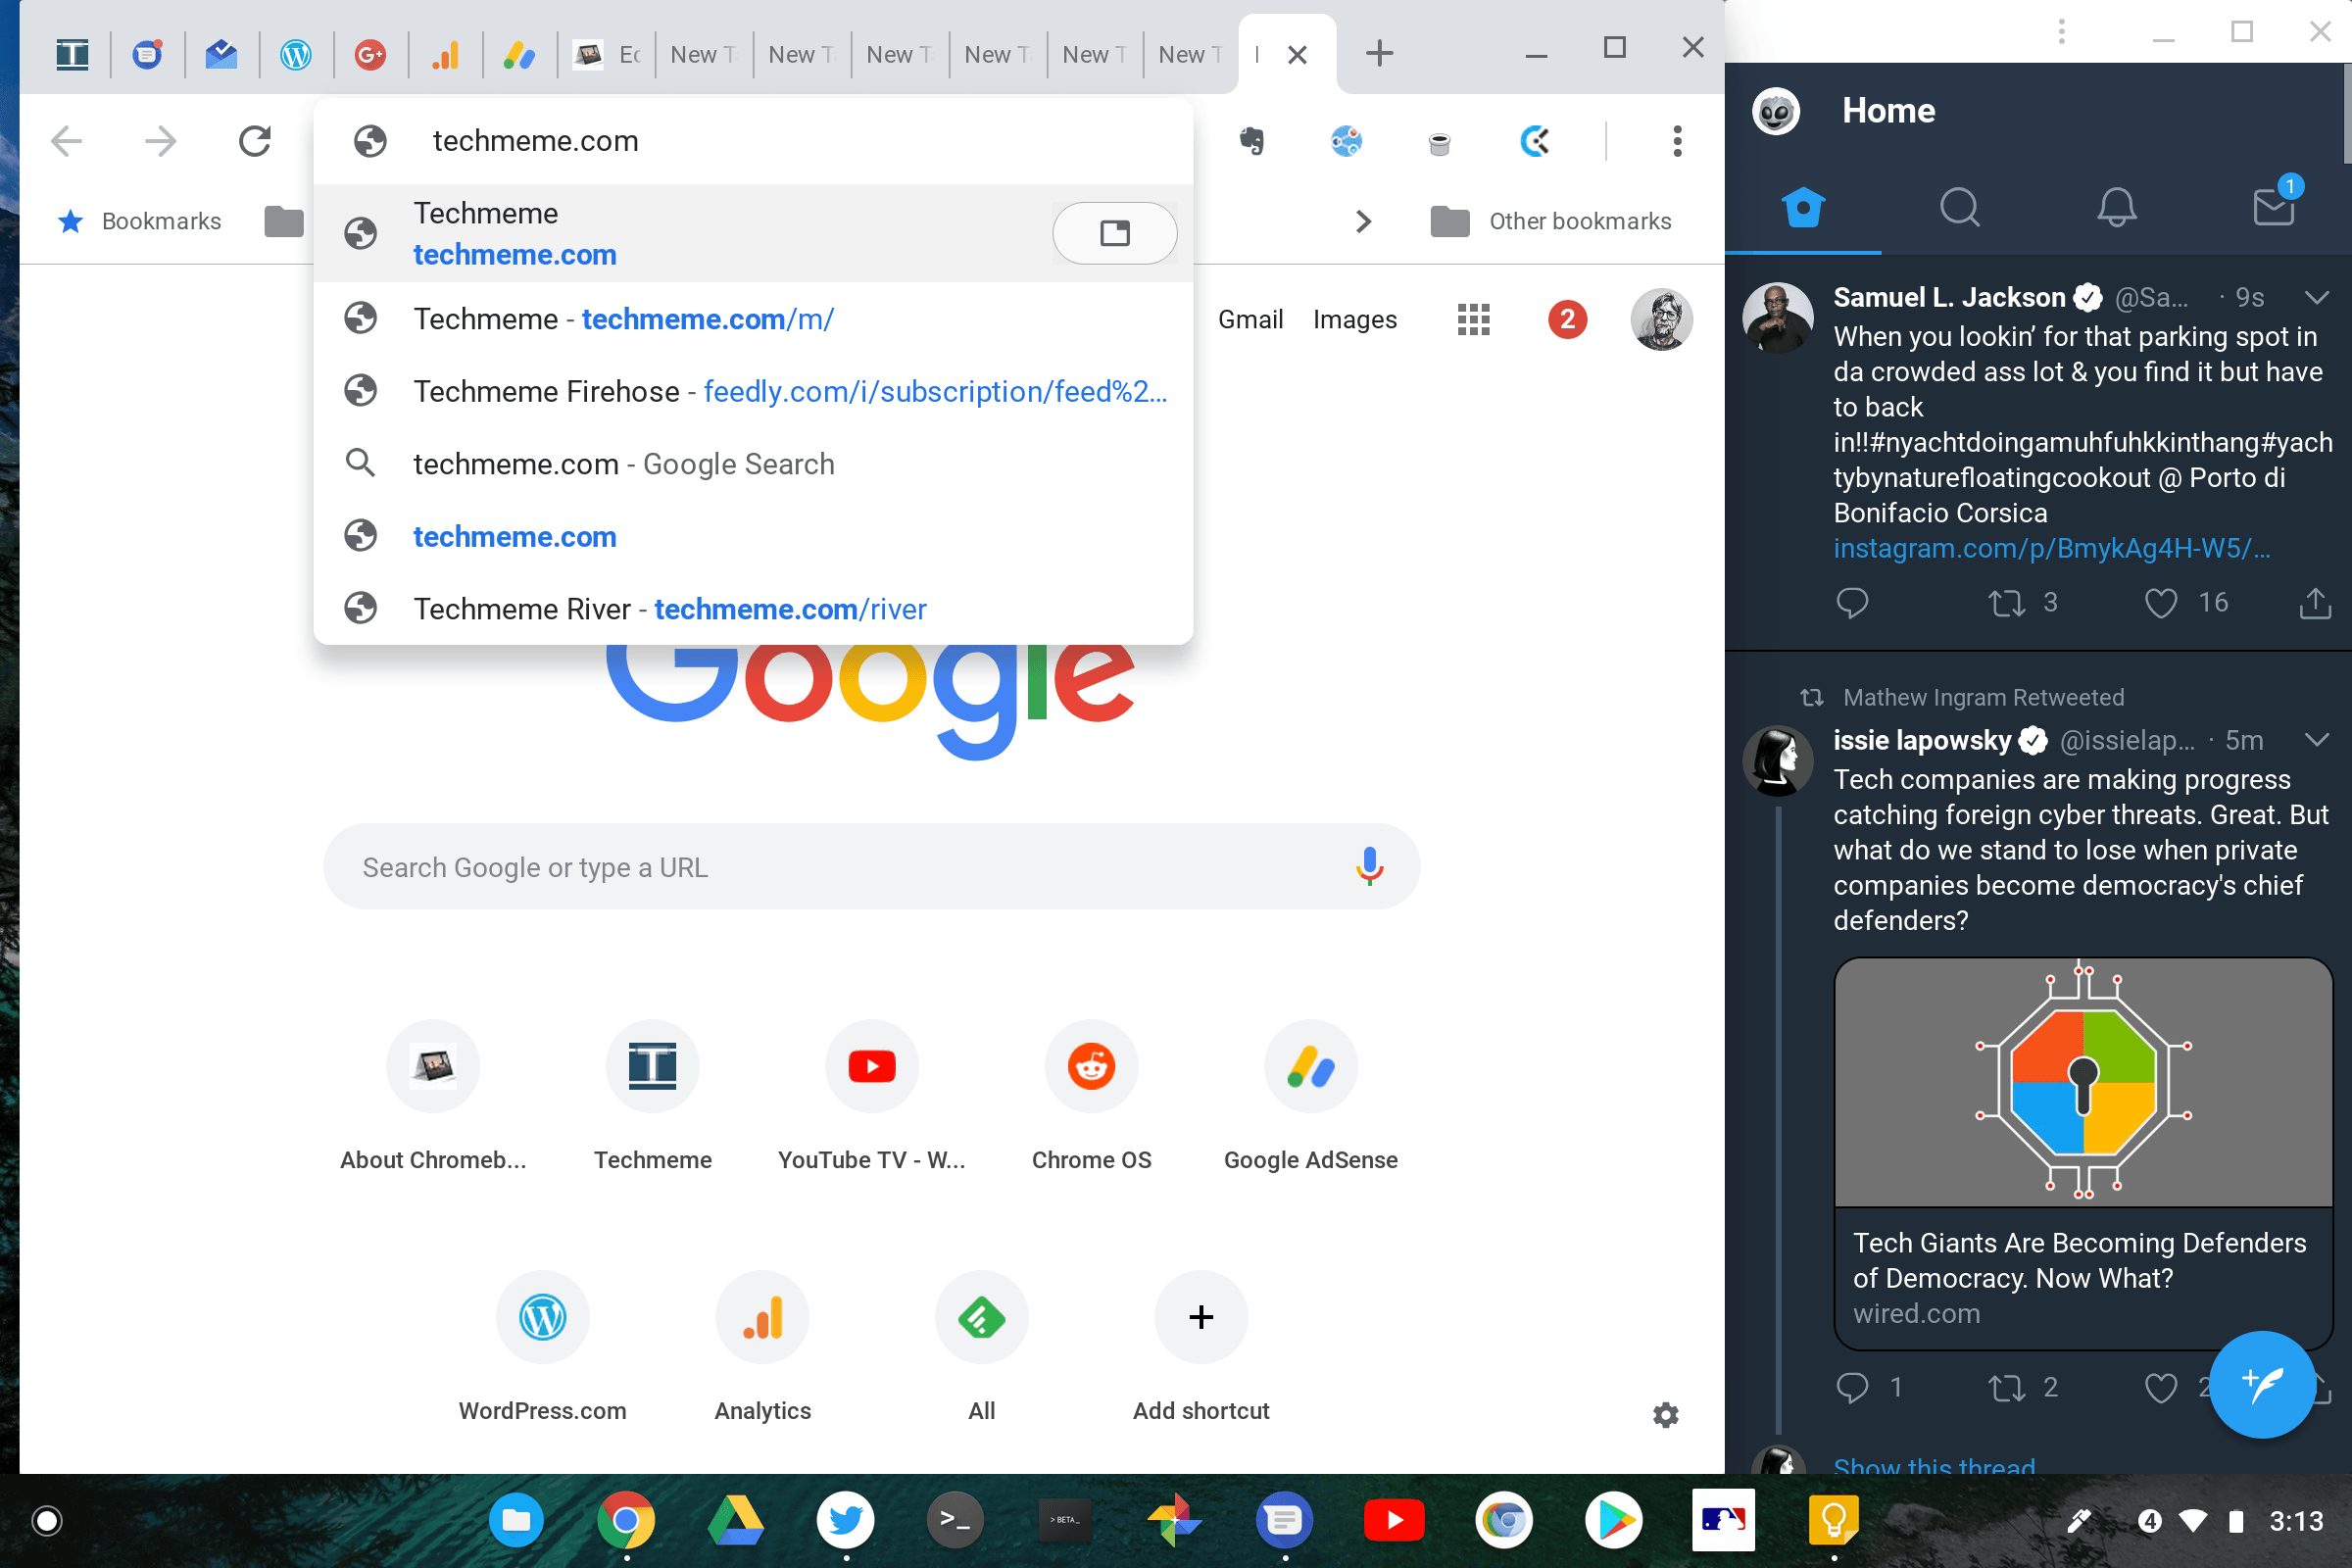 Ec
New T
New T
New T
New T
New T
New T
techmeme.com
Bookmarks
Other bookmarks
Techmeme
techmeme.com
Techmeme - techmeme.com/m/
Techmeme Firehose - feedly.com/i/subscription/feed%2...
techmeme.com - Google Search
techmeme.com
Techmeme River - techmeme.com/river
Gmail Images
2
Google
Search Google or type a URL
About Chromeb...
Techmeme
YouTube TV - W...
Chrome OS
Google AdSense
WordPress.com
Analytics
All
Add shortcut
Home
1
Samuel L. Jackson @Sa... · 9s
When you lookin’ for that parking spot in
da crowded ass lot & you find it but have
to back
in!!#nyachtdoingamuhfuhkkinthang#yach
tybynaturefloatingcookout @ Porto di
Bonifacio Corsica
instagram.com/p/BmykAg4H-W5/...
3
16
Mathew Ingram Retweeted
issie lapowsky @issielap... · 5m
Tech companies are making progress
catching foreign cyber threats. Great. But
what do we stand to lose when private
companies become democracy's chief
defenders?
Tech Giants Are Becoming Defenders
of Democracy. Now What?
wired.com
1
2
2
Show this thread
>_
> BETA_
4
3:13